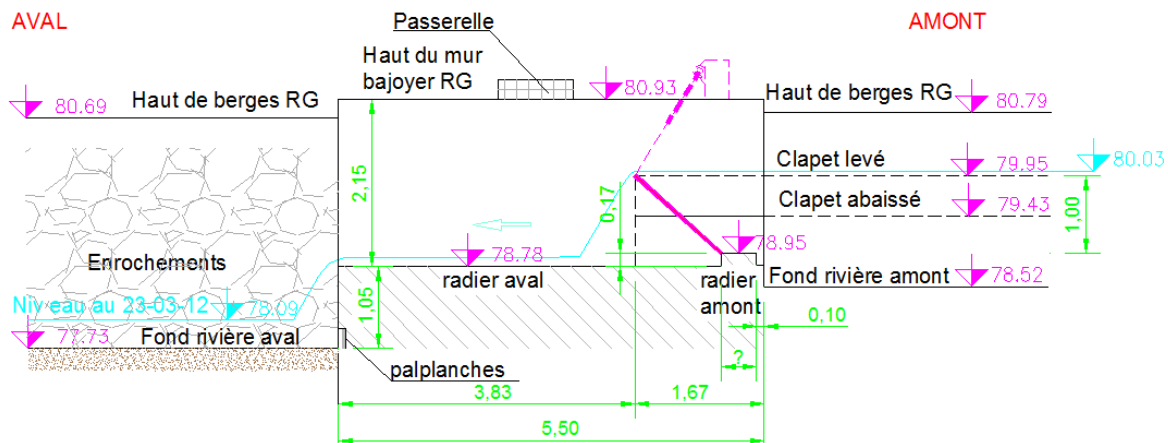 AVAL
Passerelle
AMONT
Haut du mur
bajoyer RG
80.69
Haut de berges RG
80.93
Haut de berges RG
80.79
2,15
0,17
Clapet levé
79.95
80.03
Clapet abaissé
79.43
1,00
Enrochements
78.78
radier aval
78.95
radier
amont
Fond rivière amont
78.52
Niveau au 23-03-12
78.09
1,05
0,10
77.73
Fond rivière aval
palplanches
?
3,83
1,67
5,50